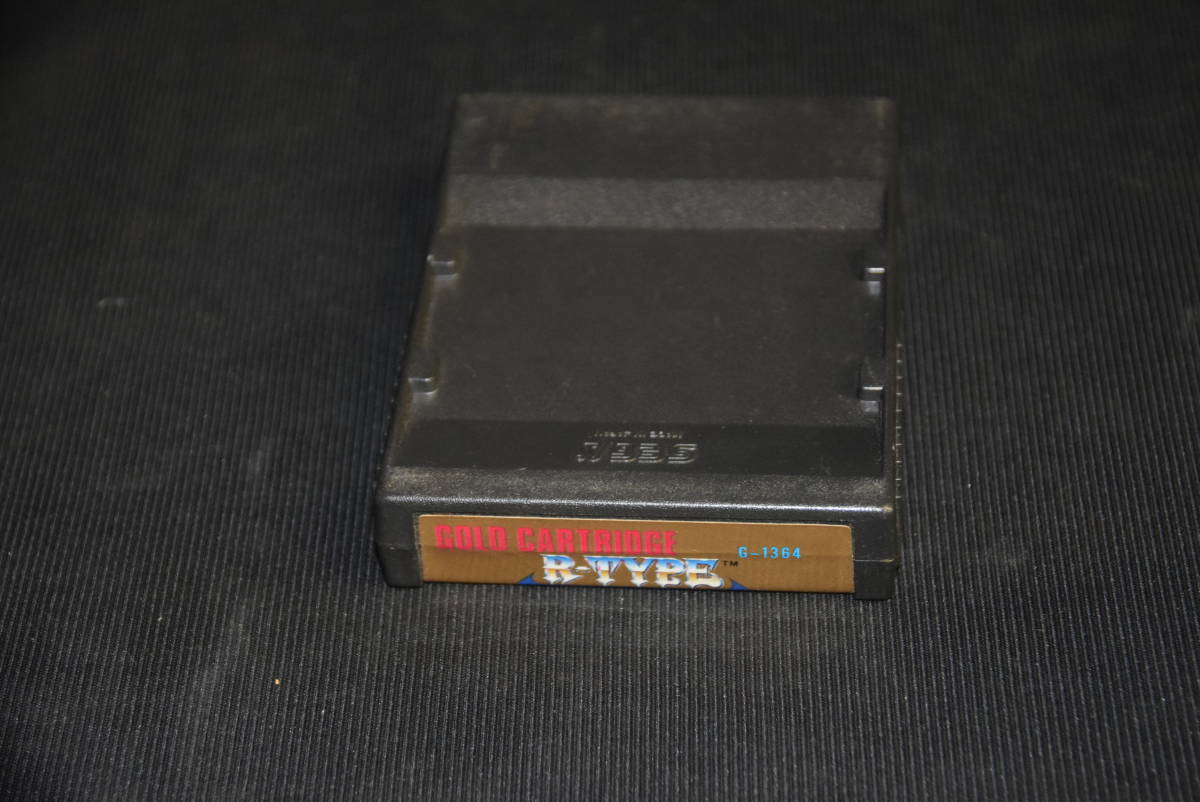 SEGA
GOLD CARTRIDGE
G-1364
R-TYPE™